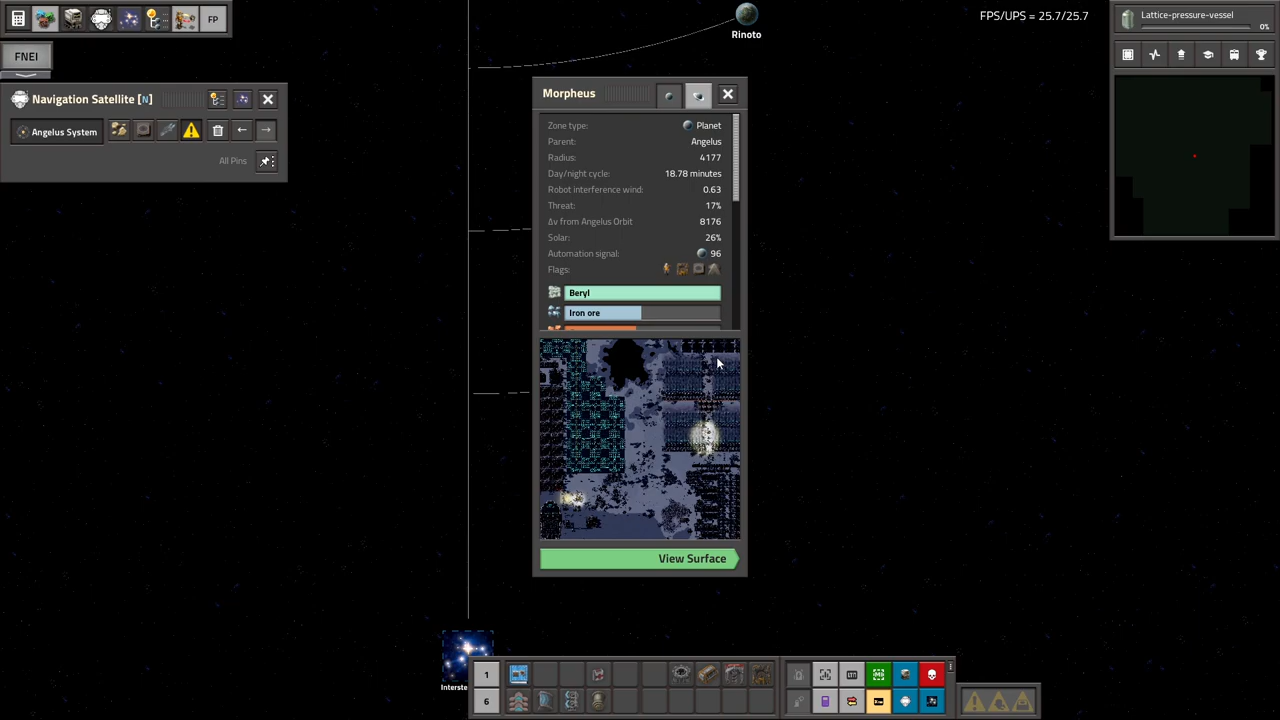 FP
Rinoto
FPS/UPS = 25.7/25.7
Lattice-pressure-vessel
0%
FNEI
Navigation Satellite [N]
Angelus System
All Pins
Morpheus
Zone type: Planet
Parent: Angelus
Radius: 4177
Day/night cycle: 18.78 minutes
Robot interference wind: 0.63
Threat: 17%
Δv from Angelus Orbit 8176
Solar: 26%
Automation signal: 96
Flags:
Beryl
Iron ore
View Surface
Interste
1
6